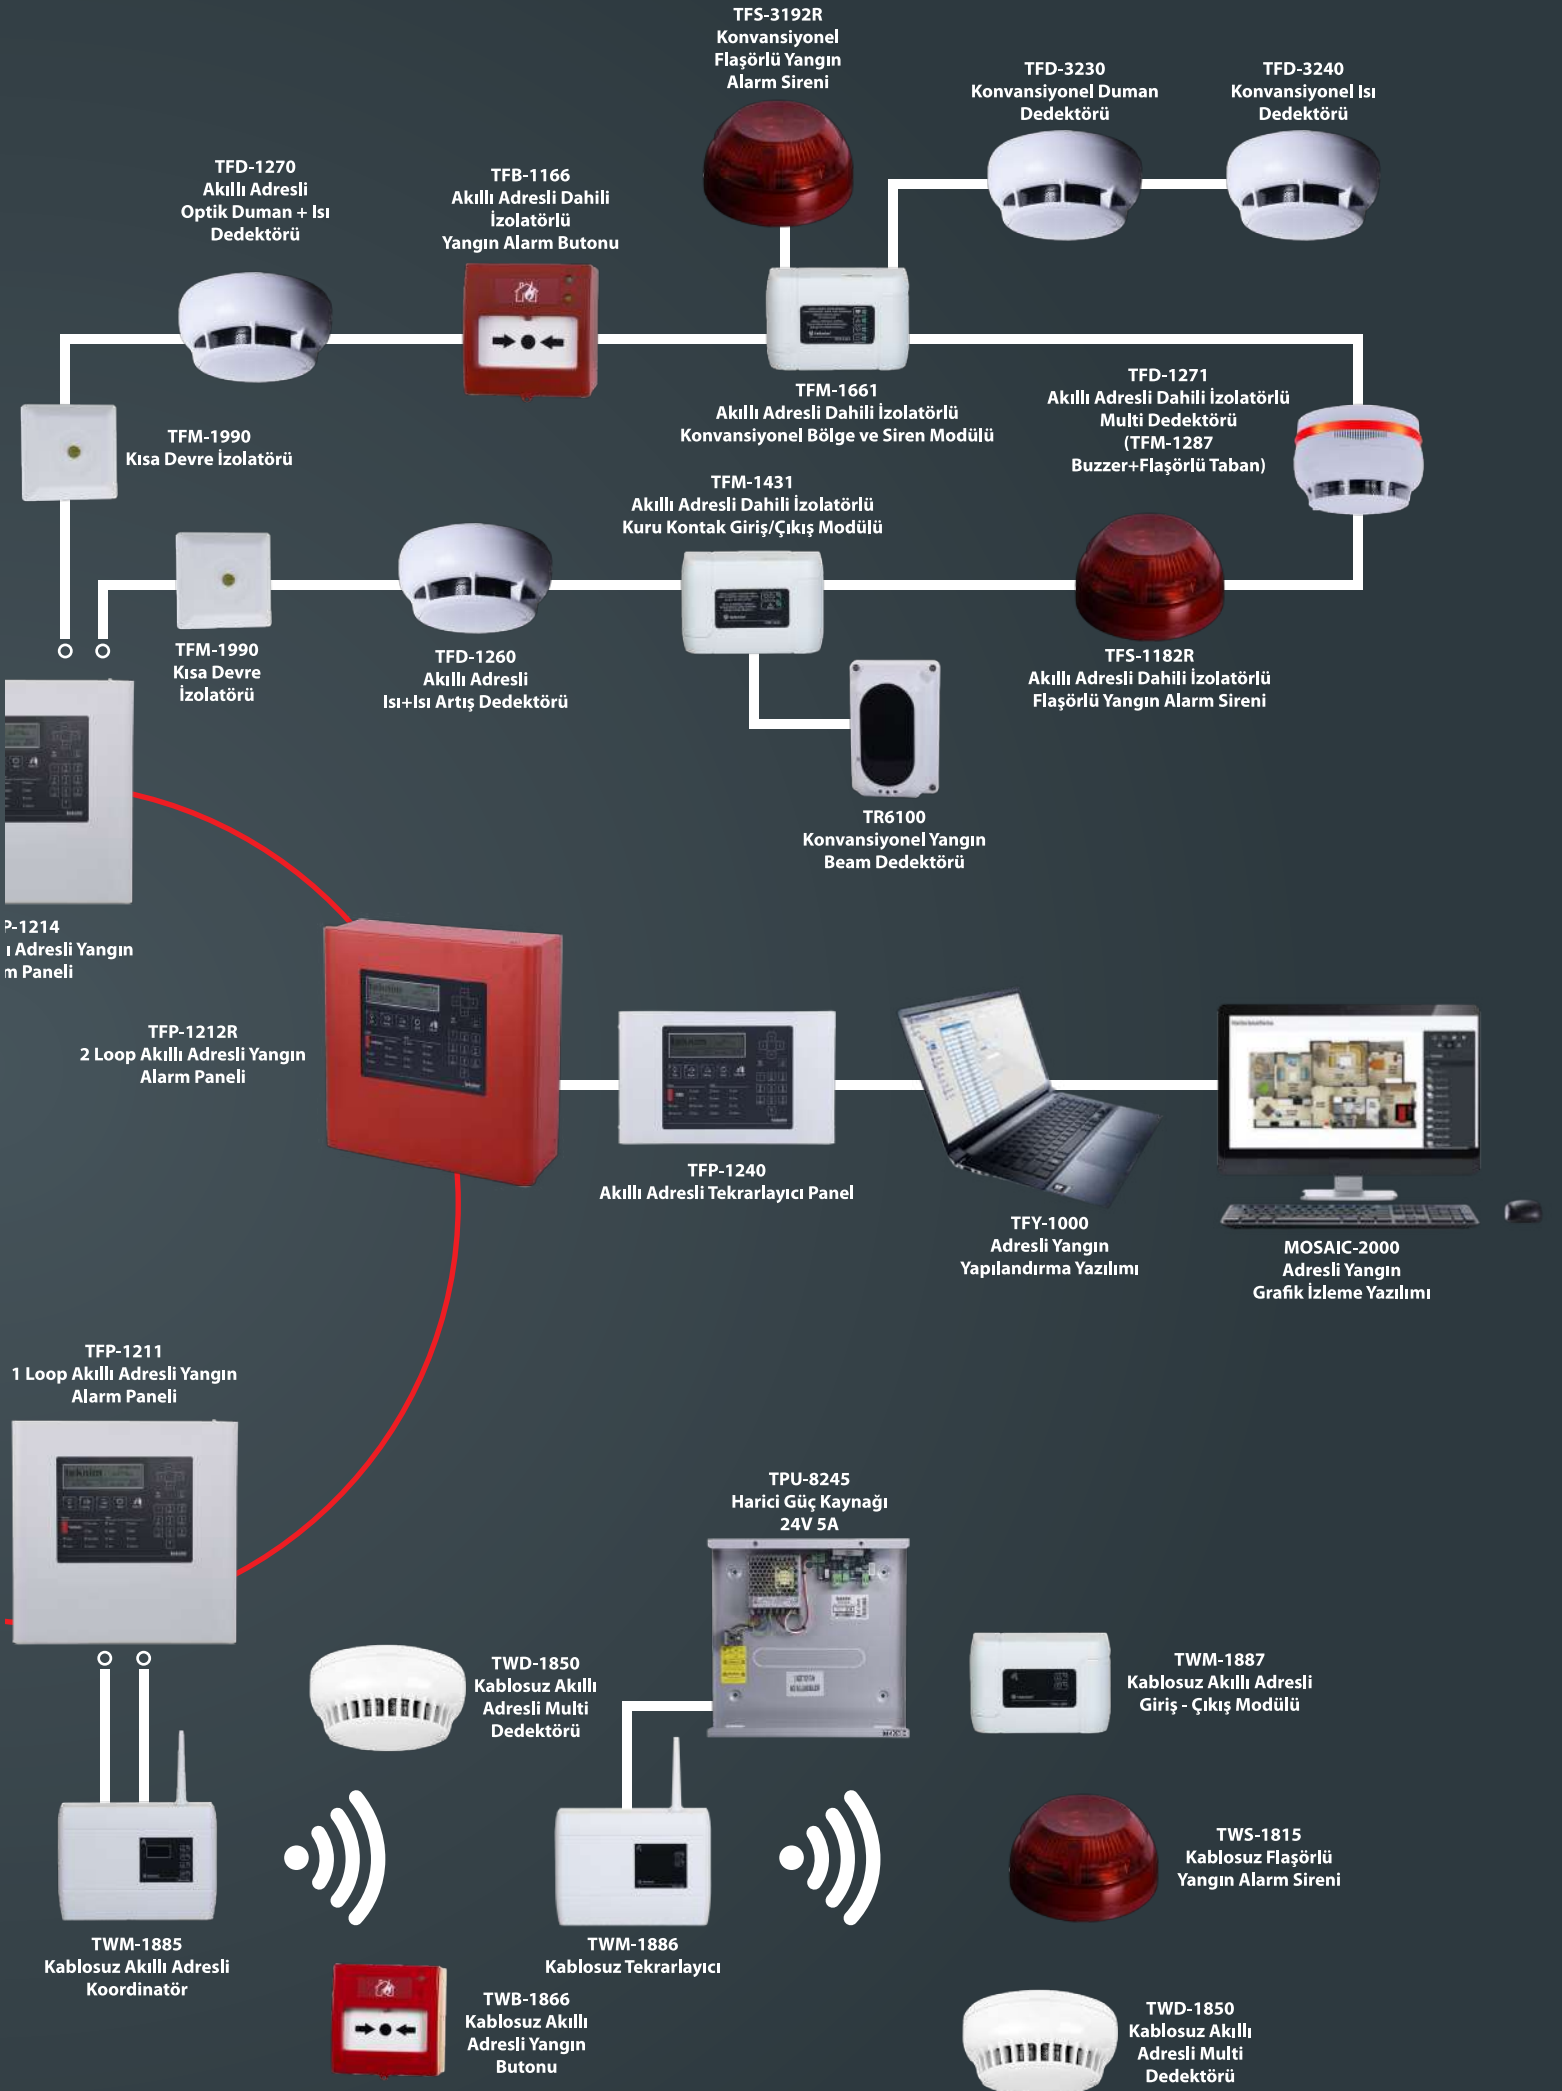 TFS-3192R
Konvansiyonel
Flaşörlü Yangın
Alarm Sireni
TFD-3230
Konvansiyonel Duman
Dedektörü
TFD-3240
Konvansiyonel Isı
Dedektörü
TFD-1270
Akıllı Adresli
Optik Duman + Isı
Dedektörü
TFB-1166
Akıllı Adresli Dahili
İzolatörlü
Yangın Alarm Butonu
TFM-1661
Akıllı Adresli Dahili İzolatörlü
Konvansiyonel Bölge ve Siren Modülü
TFD-1271
Akıllı Adresli Dahili İzolatörlü
Multi Dedektörü
(TFM-1287
Buzzer+Flaşörlü Taban)
TFM-1990
Kısa Devre İzolatörü
TFM-1431
Akıllı Adresli Dahili İzolatörlü
Kuru Kontak Giriş/Çıkış Modülü
TFM-1990
Kısa Devre
İzolatörü
TFD-1260
Akıllı Adresli
Isı+Isı Artış Dedektörü
TFS-1182R
Akıllı Adresli Dahili İzolatörlü
Flaşörlü Yangın Alarm Sireni
TR6100
Konvansiyonel Yangın
Beam Dedektörü
P-1214
ı Adresli Yangın
m Paneli
TFP-1212R
2 Loop Akıllı Adresli Yangın
Alarm Paneli
TFP-1240
Akıllı Adresli Tekrarlayıcı Panel
TFY-1000
Adresli Yangın
Yapılandırma Yazılımı
MOSAIC-2000
Adresli Yangın
Grafik İzleme Yazılımı
TFP-1211
1 Loop Akıllı Adresli Yangın
Alarm Paneli
teknim
TPU-8245
Harici Güç Kaynağı
24V 5A
TWD-1850
Kablosuz Akıllı
Adresli Multi
Dedektörü
TWM-1887
Kablosuz Akıllı Adresli
Giriş - Çıkış Modülü
TWS-1815
Kablosuz Flaşörlü
Yangın Alarm Sireni
TWM-1885
Kablosuz Akıllı Adresli
Koordinatör
TWM-1886
Kablosuz Tekrarlayıcı
TWB-1866
Kablosuz Akıllı
Adresli Yangın
Butonu
TWD-1850
Kablosuz Akıllı
Adresli Multi
Dedektörü